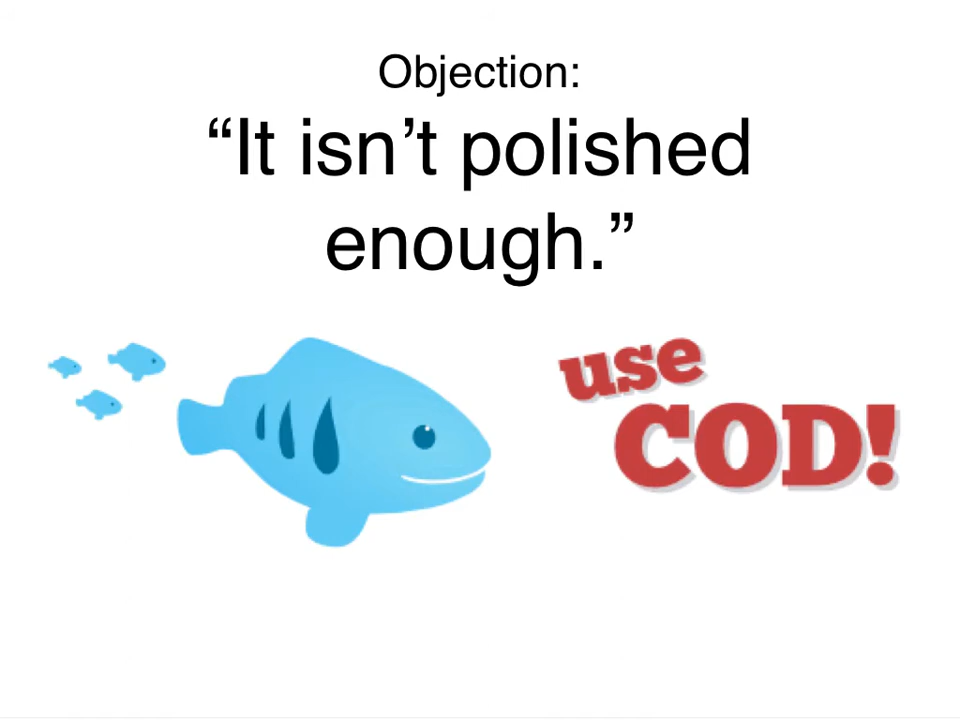 Objection:
“It isn’t polished
enough.”
use
COD!